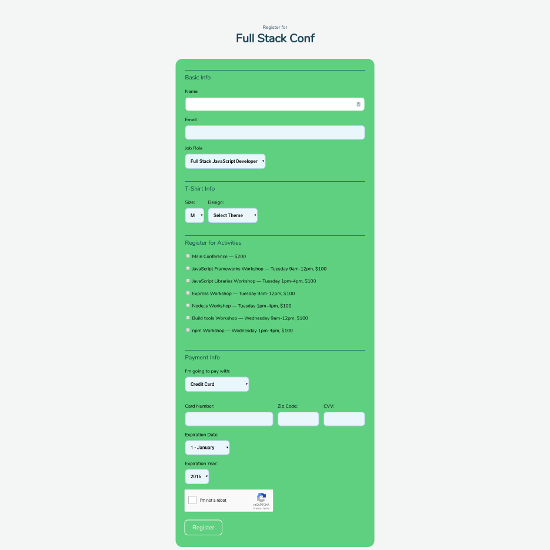 Register for
Full Stack Conf
Basic Info
Name:
Email:
Job Role
Full Stack JavaScript Developer
T-Shirt Info
Size: Design:
M Select Theme
Register for Activities
Main Conference — $200
JavaScript Frameworks Workshop — Tuesday 9am-12pm, $100
JavaScript Libraries Workshop — Tuesday 1pm-4pm, $100
Express Workshop — Tuesday 9am-12pm, $100
Node.js Workshop — Tuesday 1pm-4pm, $100
Build tools Workshop — Wednesday 9am-12pm, $100
npm Workshop — Wednesday 1pm-4pm, $100
Payment Info
I'm going to pay with:
Credit Card
Card Number: Zip Code: CVV:
Expiration Date:
1 - January
Expiration Year:
2016
I'm not a robot
reCAPTCHA
Register